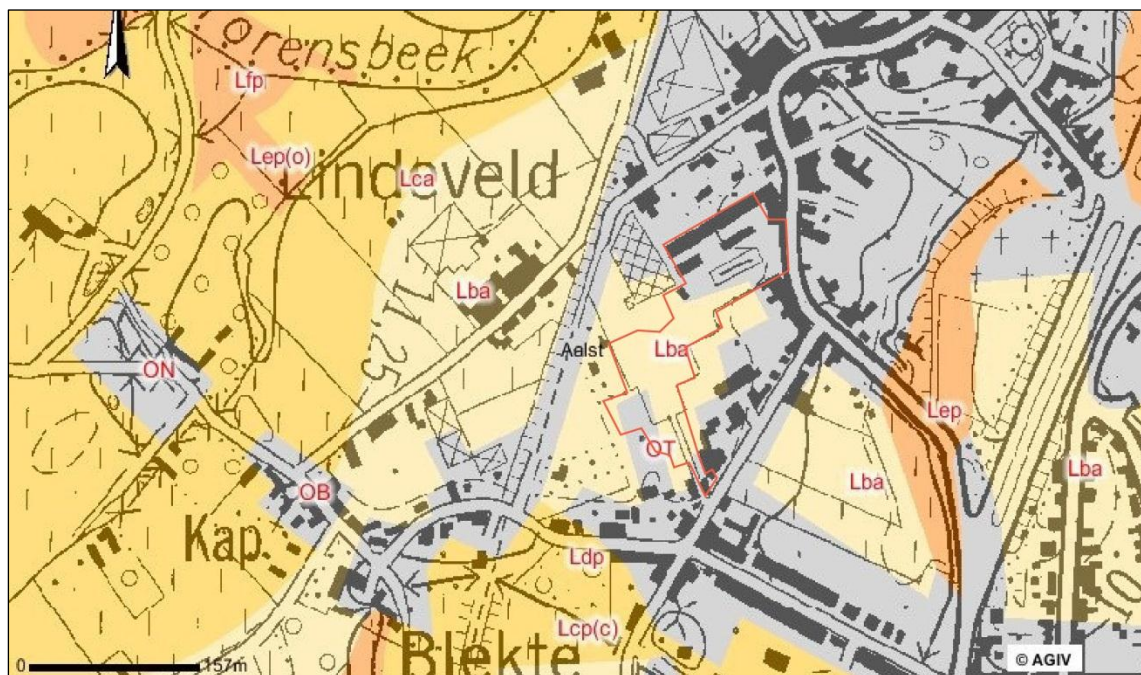 orensbeek
Lfp
Lep(o)
Lindeveld
Lca
Lba
Aalst
Lba
ON
Lep
OT
Lba
Lba
OB
Kap
Ldp
Lcp(c)
Blekte
0 157m
© AGIV